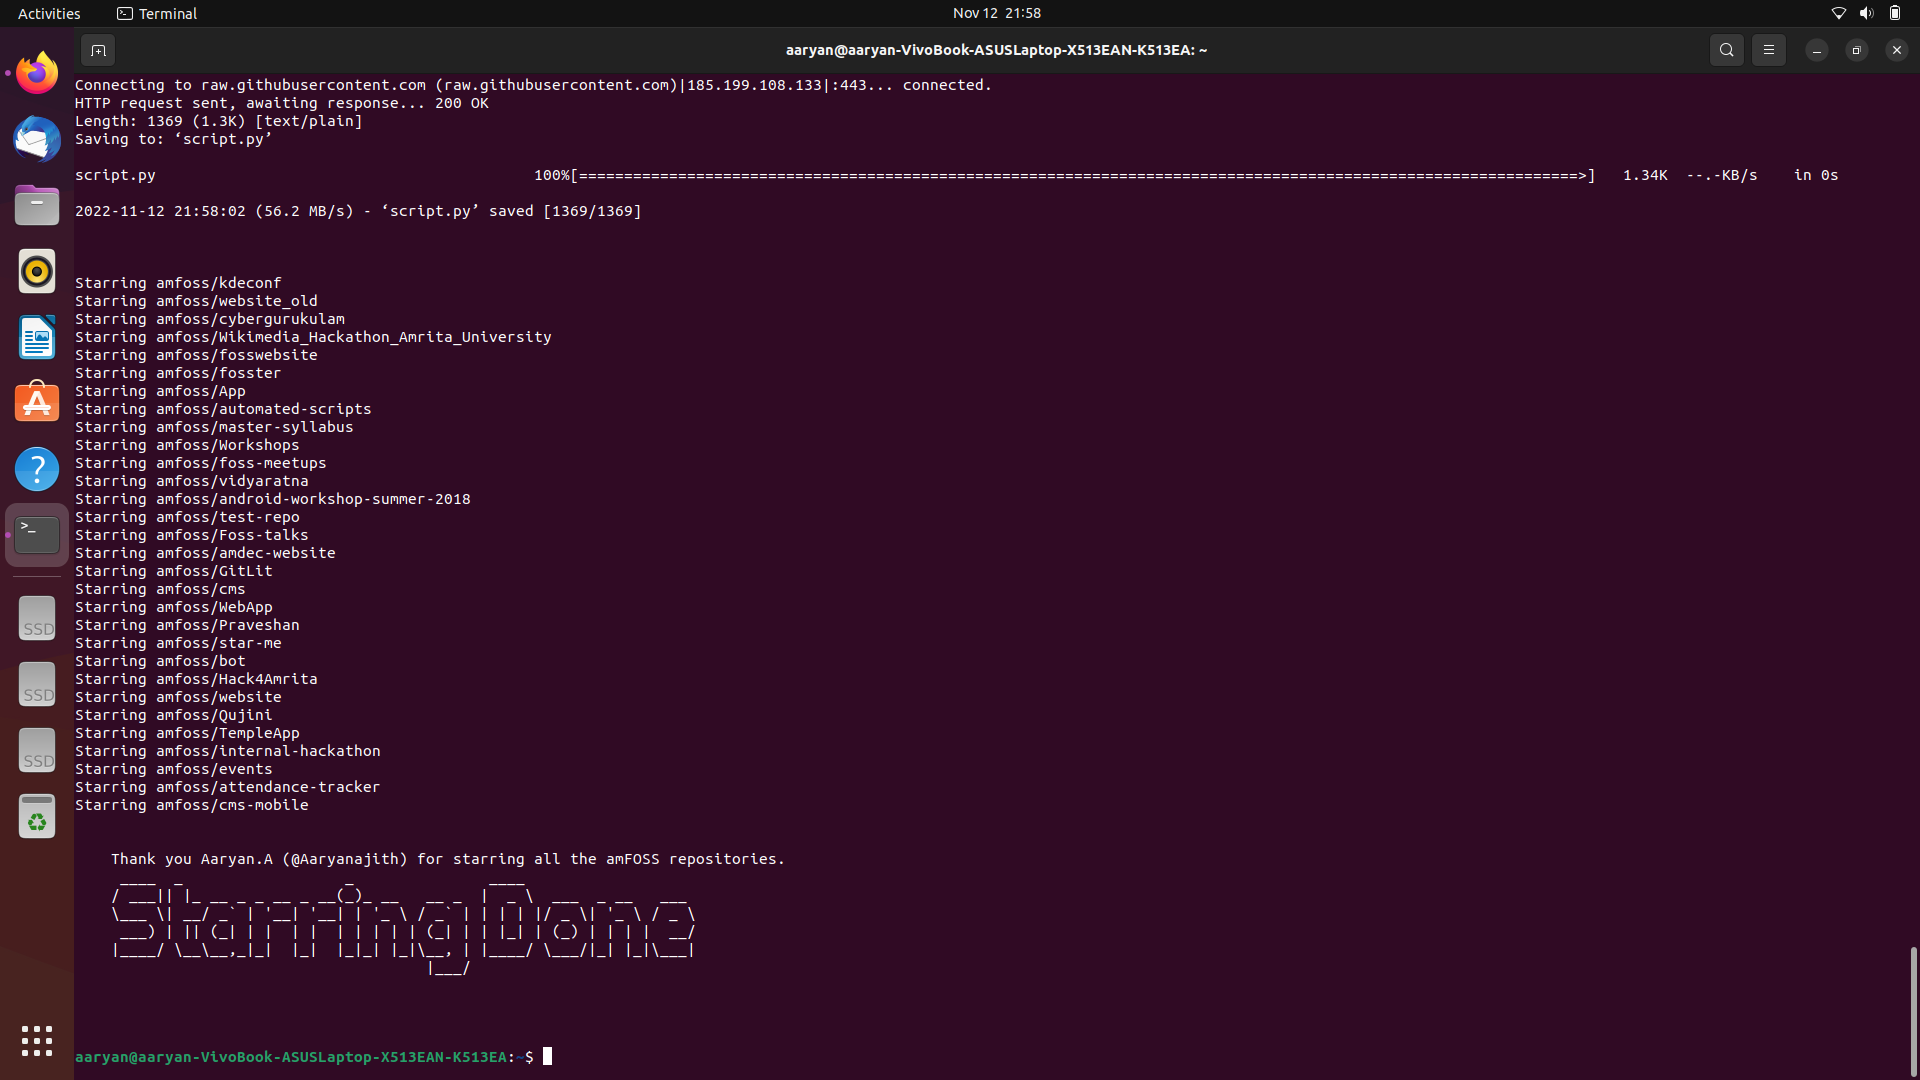 Activities Terminal Nov 12 21:58
aaryan@aaryan-VivoBook-ASUSLaptop-X513EAN-K513EA: ~
Connecting to raw.githubusercontent.com (raw.githubusercontent.com)|185.199.108.133|:443... connected.
HTTP request sent, awaiting response... 200 OK
Length: 1369 (1.3K) [text/plain]
Saving to: ‘script.py’
script.py 100%[===============================================================================================================>] 1.34K --.-KB/s in 0s
2022-11-12 21:58:02 (56.2 MB/s) - ‘script.py’ saved [1369/1369]
Starring amfoss/kdeconf
Starring amfoss/website_old
Starring amfoss/cybergurukulam
Starring amfoss/Wikimedia_Hackathon_Amrita_University
Starring amfoss/fosswebsite
Starring amfoss/fosster
Starring amfoss/App
Starring amfoss/automated-scripts
Starring amfoss/master-syllabus
Starring amfoss/Workshops
Starring amfoss/foss-meetups
Starring amfoss/vidyaratna
Starring amfoss/android-workshop-summer-2018
Starring amfoss/test-repo
Starring amfoss/Foss-talks
Starring amfoss/amdec-website
Starring amfoss/GitLit
Starring amfoss/cms
Starring amfoss/WebApp
Starring amfoss/Praveshan
Starring amfoss/star-me
Starring amfoss/bot
Starring amfoss/Hack4Amrita
Starring amfoss/website
Starring amfoss/Qujini
Starring amfoss/TempleApp
Starring amfoss/internal-hackathon
Starring amfoss/events
Starring amfoss/attendance-tracker
Starring amfoss/cms-mobile
Thank you Aaryan.A (@Aaryanajith) for starring all the amFOSS repositories.
Starring Done
aaryan@aaryan-VivoBook-ASUSLaptop-X513EAN-K513EA:~$
SSD
SSD
SSD